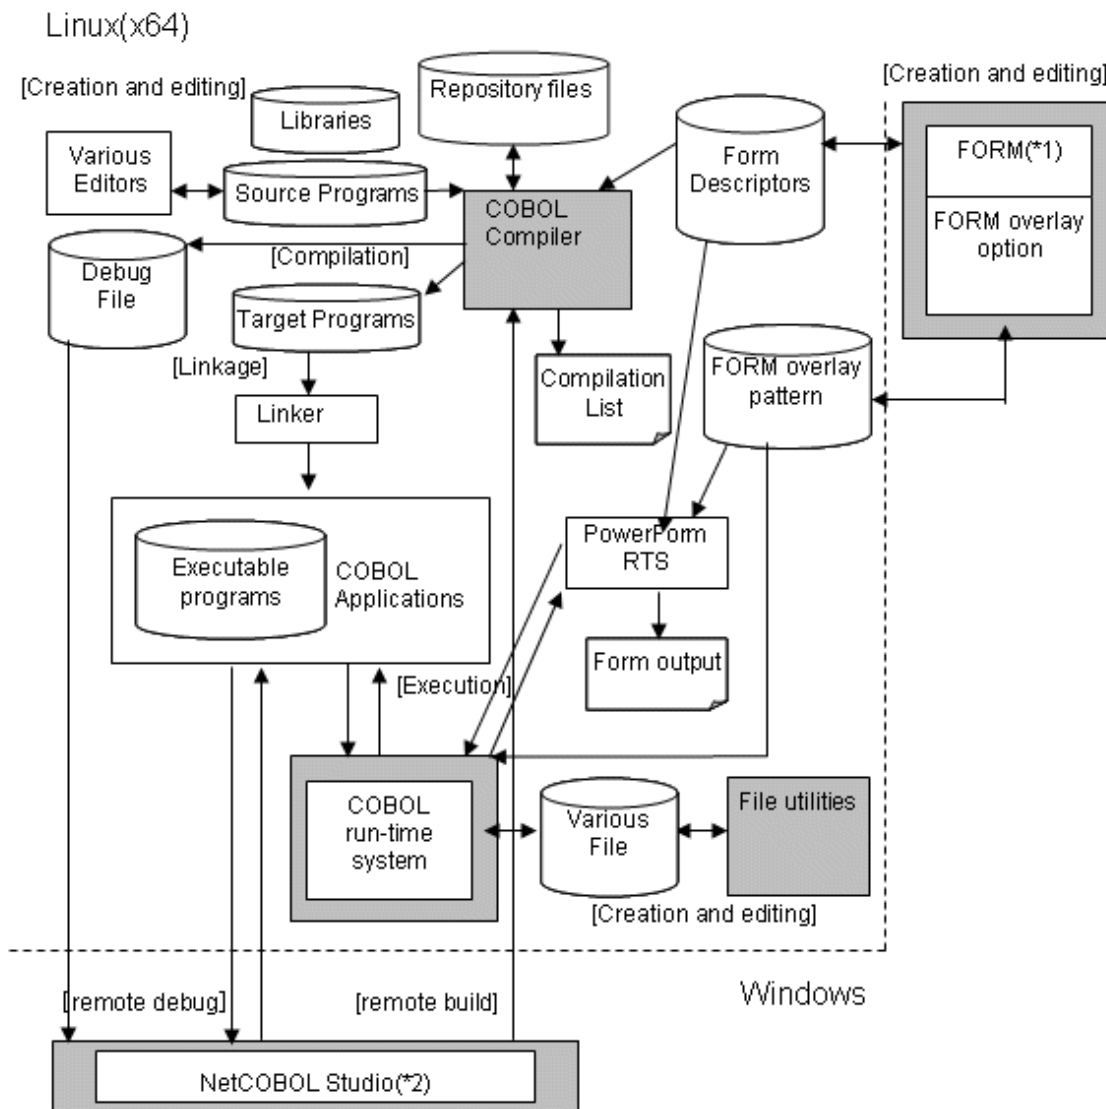 Linux(x64)
[Creation and editing]
Libraries
Repository files
[Creation and editing]
Various
Editors
Source Programs
COBOL
Compiler
Form
Descriptors
FORM(*1)
FORM overlay
option
Debug
File
[Compilation]
Target Programs
[Linkage]
Linker
Compilation
List
FORM overlay
pattern
Executable
programs
COBOL
Applications
PowerPorm
RTS
Form output
[Execution]
COBOL
run-time
system
Various
File
File utilities
[Creation and editing]
[remote debug]
[remote build]
Windows
NetCOBOL Studio(*2)